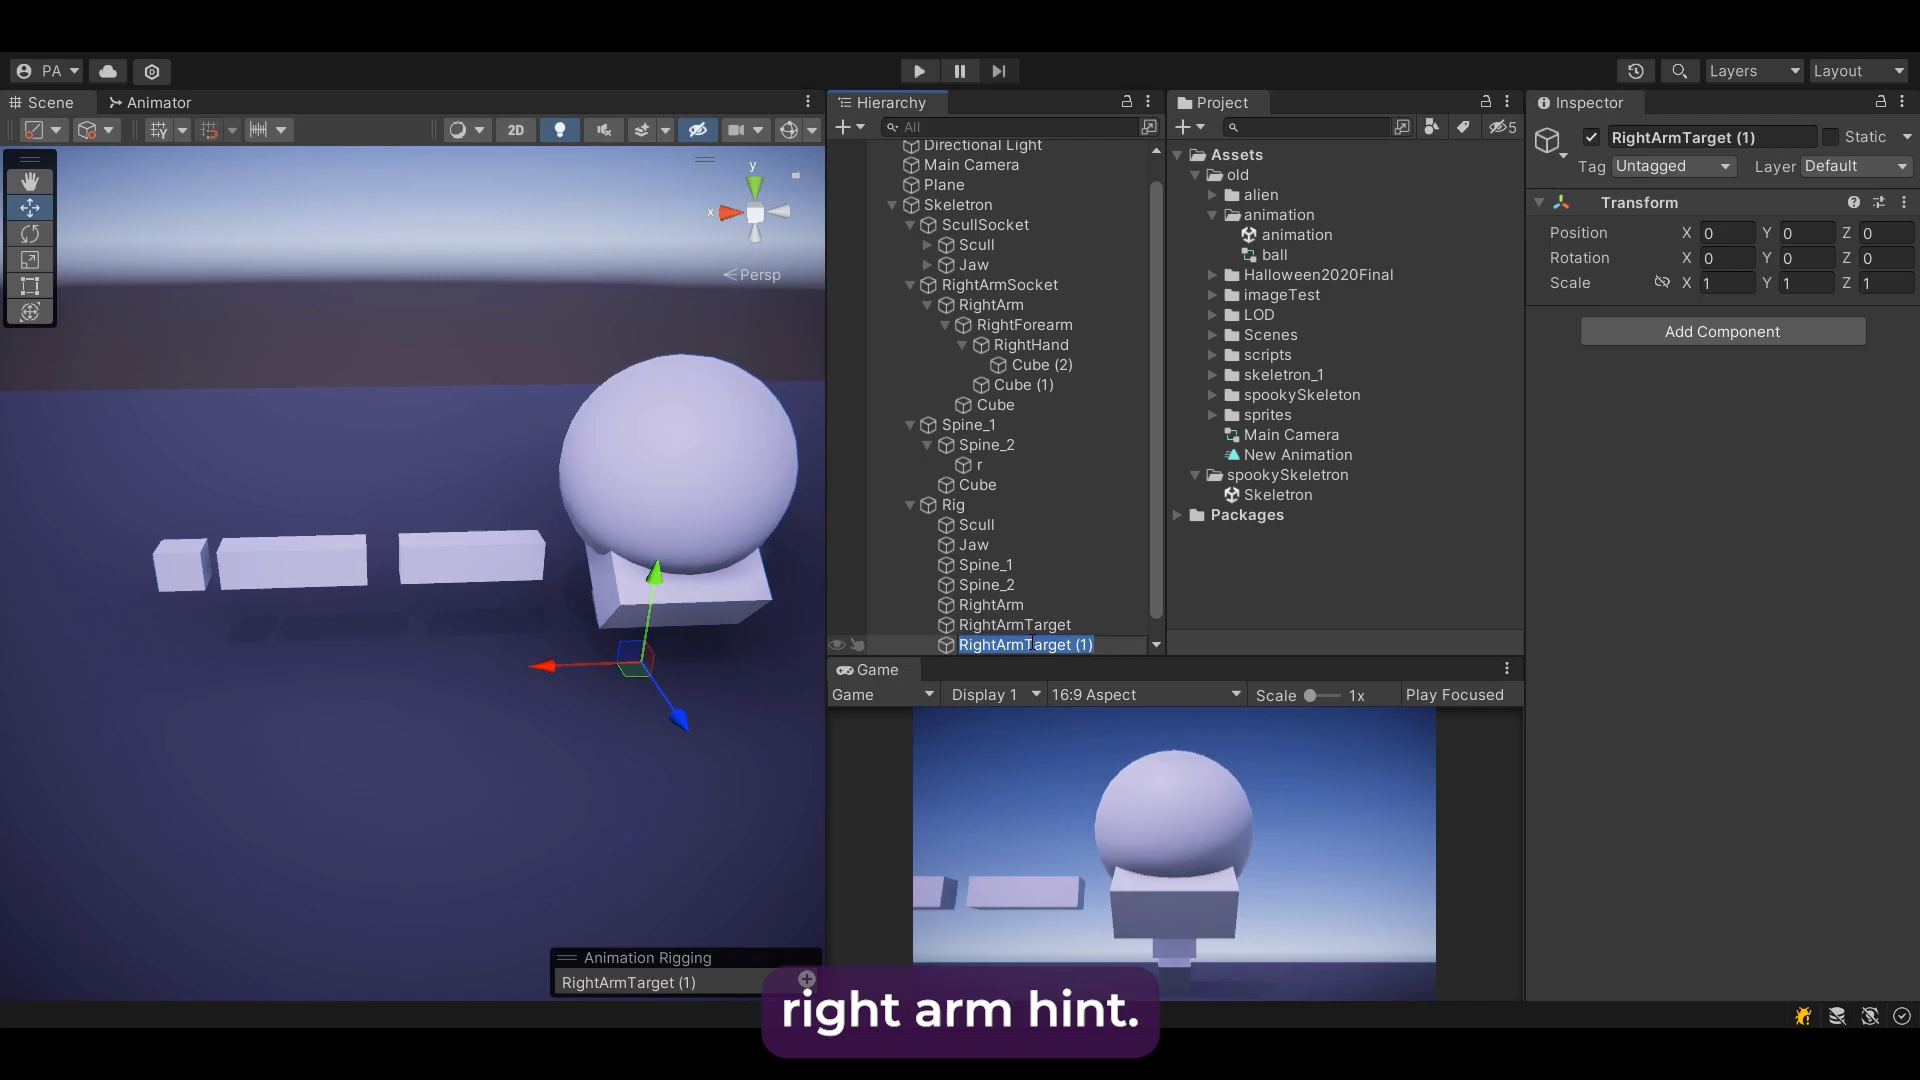 PA
Layers
Layout
Scene
Animator
Hierarchy
Project
Inspector
2D
All
5
RightArmTarget (1)
Static
Tag Untagged
Layer Default
Transform
Position X 0 Y 0 Z 0
Rotation X 0 Y 0 Z 0
Scale X 1 Y 1 Z 1
Add Component
y
x
Persp
Directional Light
Main Camera
Plane
Skeletron
ScullSocket
Scull
Jaw
RightArmSocket
RightArm
RightForearm
RightHand
Cube (2)
Cube (1)
Cube
Spine_1
Spine_2
r
Cube
Rig
Scull
Jaw
Spine_1
Spine_2
RightArm
RightArmTarget
RightArmTarget (1)
Assets
old
alien
animation
animation
ball
Halloween2020Final
imageTest
LOD
Scenes
scripts
skeletron_1
spookySkeleton
sprites
Main Camera
New Animation
spookySkeletron
Skeletron
Packages
Game
Game
Display 1
16:9 Aspect
Scale
1x
Play Focused
Animation Rigging
RightArmTarget (1)
right arm hint.